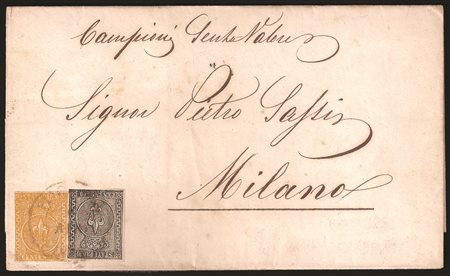 Campioni Senza Valore
Signor Pietro Sassi
Milano